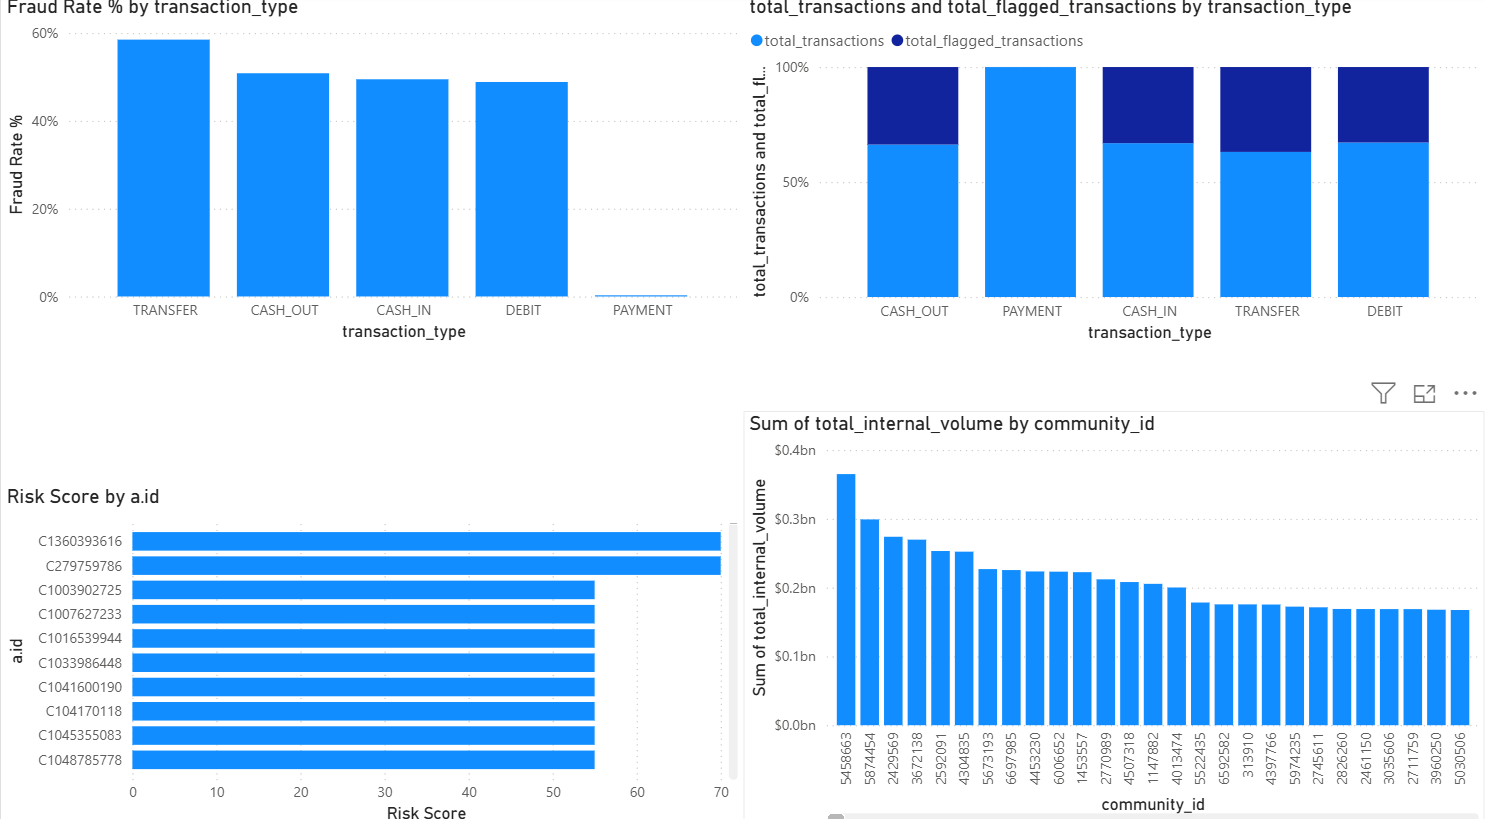 Fraud Rate % by transaction_type
Fraud Rate %
60%
40%
20%
0%
TRANSFER CASH_OUT CASH_IN DEBIT PAYMENT
transaction_type
total_transactions and total_flagged_transactions by transaction_type
total_transactions total_flagged_transactions
total_transactions and total_fl...
100%
50%
0%
CASH_OUT PAYMENT CASH_IN TRANSFER DEBIT
transaction_type
Risk Score by a.id
a.id
C1360393616
C279759786
C1003902725
C1007627233
C1016539944
C1033986448
C1041600190
C104170118
C1045355083
C1048785778
0 10 20 30 40 50 60 70
Risk Score
Sum of total_internal_volume by community_id
Sum of total_internal_volume
$0.4bn
$0.3bn
$0.2bn
$0.1bn
$0.0bn
5458663
5874454
2429569
3672138
2592091
4304835
5673193
6697985
4453230
6006652
1453557
2770989
4507318
1147882
4013474
5522435
6592582
313910
4397766
5974235
2745611
2826260
2461150
3035606
2711759
3960250
5030506
community_id